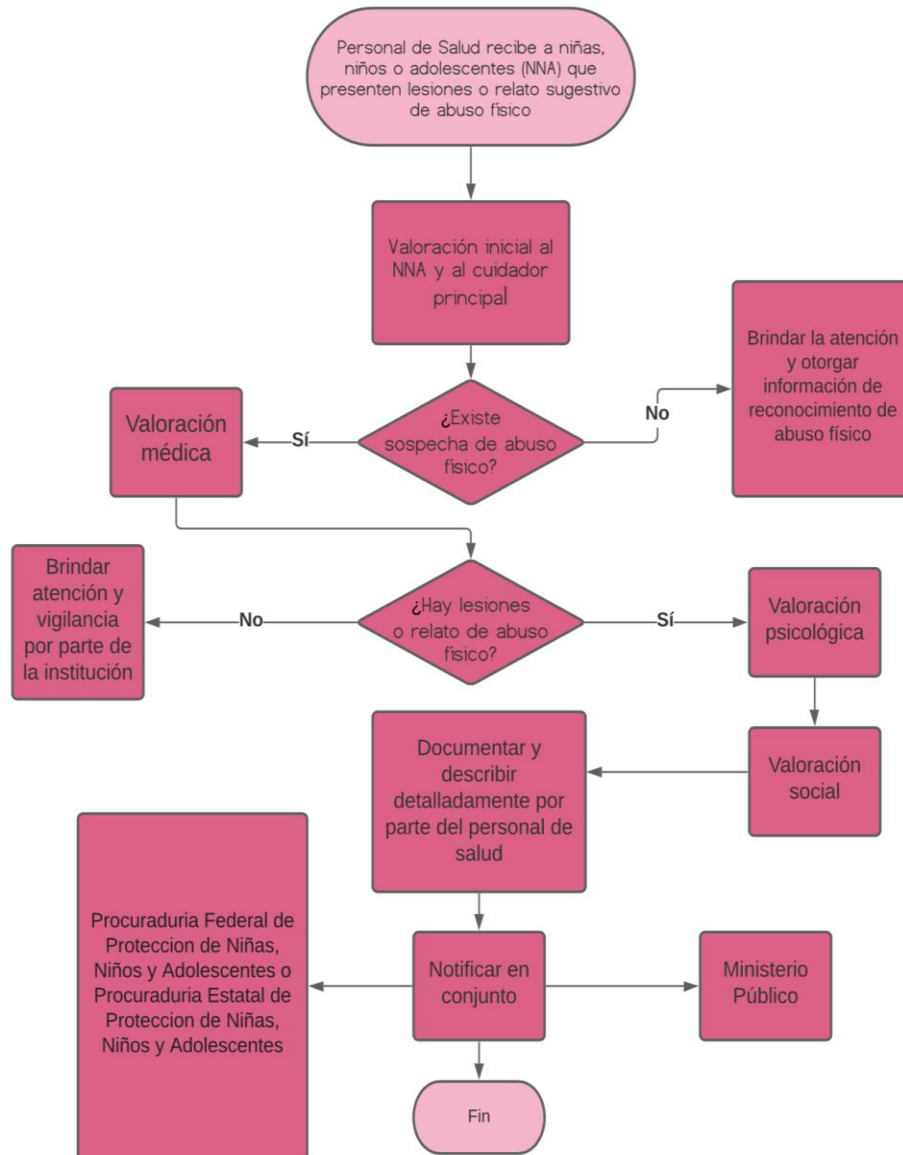 Personal de Salud recibe a niñas,
niños o adolescentes (NNA) que
presenten lesiones o relato sugestivo
de abuso físico
Valoración inicial al
NNA y al cuidador
principal
¿Existe
sospecha de abuso
físico?
No
Brindar la atención
y otorgar
información de
reconocimiento de
abuso físico
Sí
Valoración
médica
¿Hay lesiones
o relato de abuso
físico?
No
Brindar
atención y
vigilancia
por parte de
la institución
Sí
Valoración
psicológica
Valoración
social
Documentar y
describir
detalladamente por
parte del personal de
salud
Notificar en
conjunto
Procuraduria Federal de
Proteccion de Niñas,
Niños y Adolescentes o
Procuraduria Estatal de
Proteccion de Niñas,
Niños y Adolescentes
Ministerio
Público
Fin